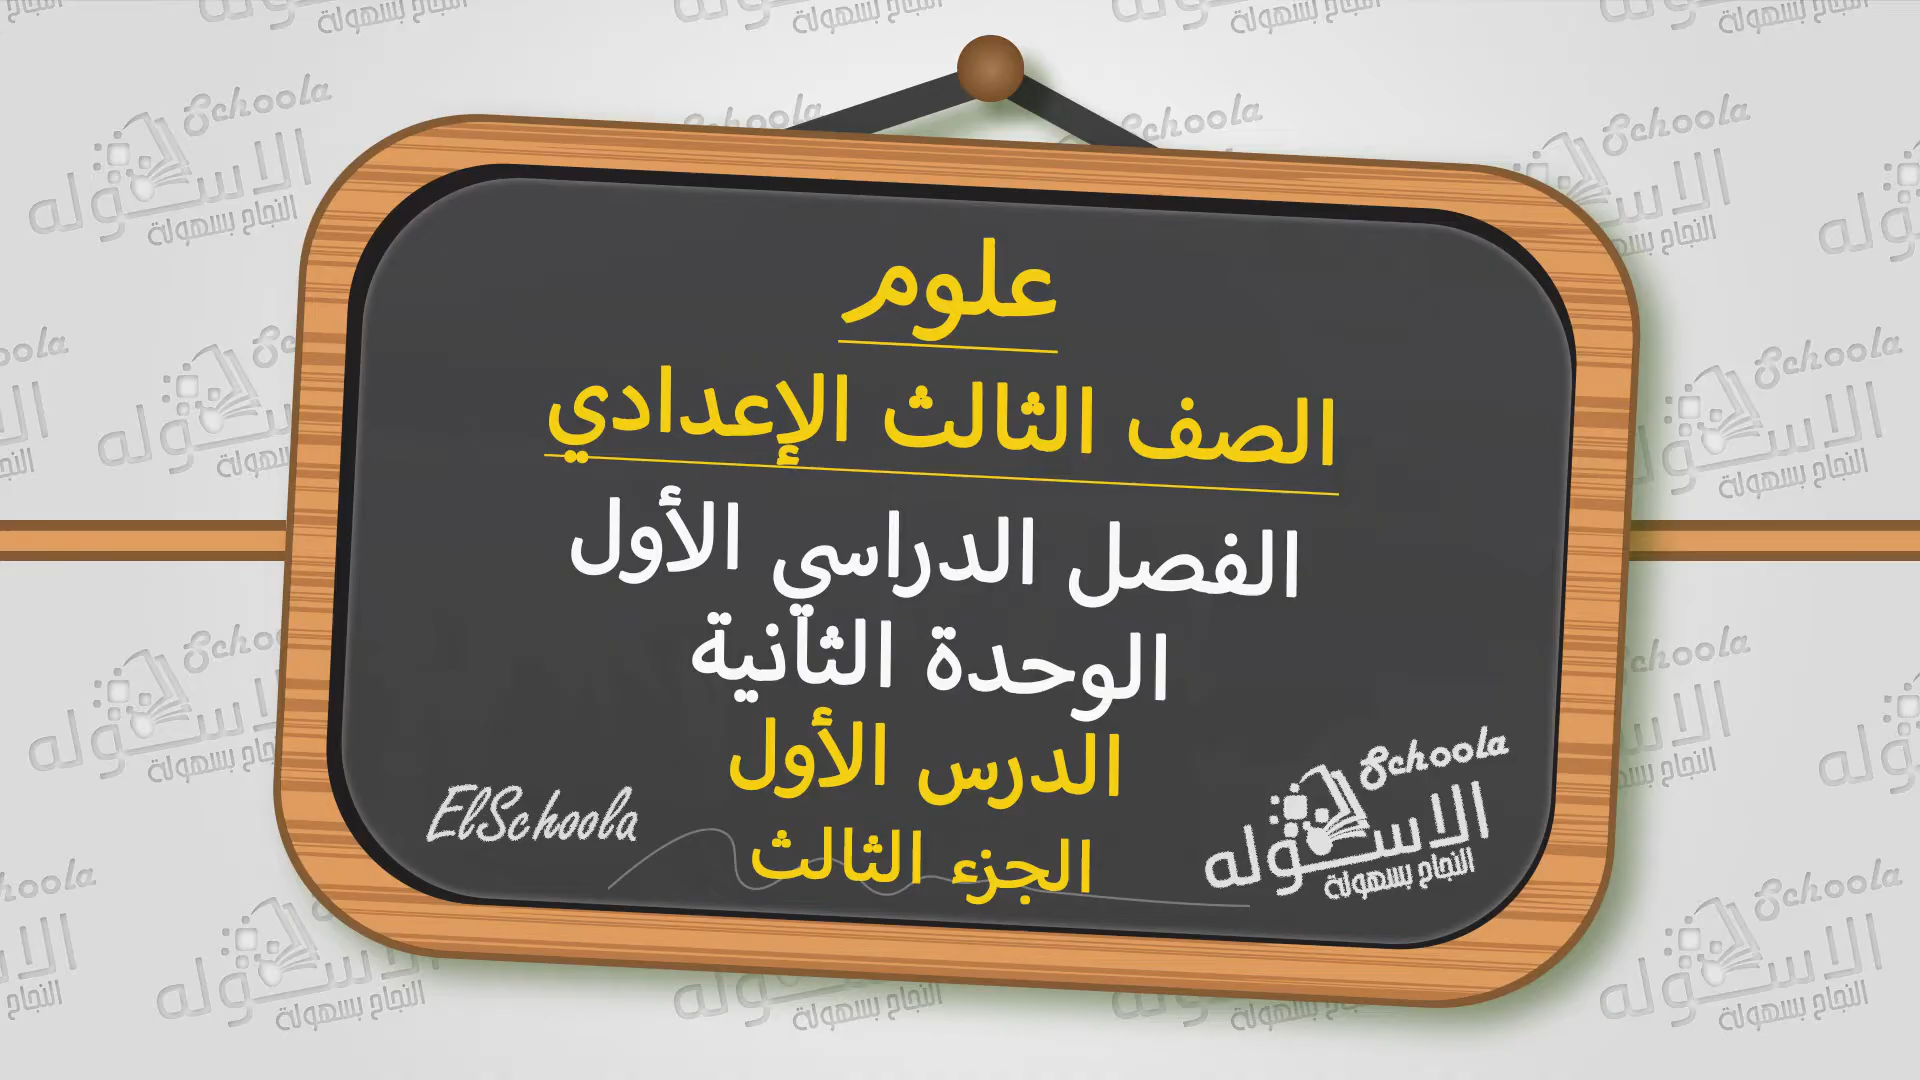 علوم
الصف الثالث الإعدادي
الفصل الدراسي الأول
الوحدة الثانية
الدرس الأول
الجزء الثالث
ElSchoola
Schoola
الاسكوله
النجاح بسهولة